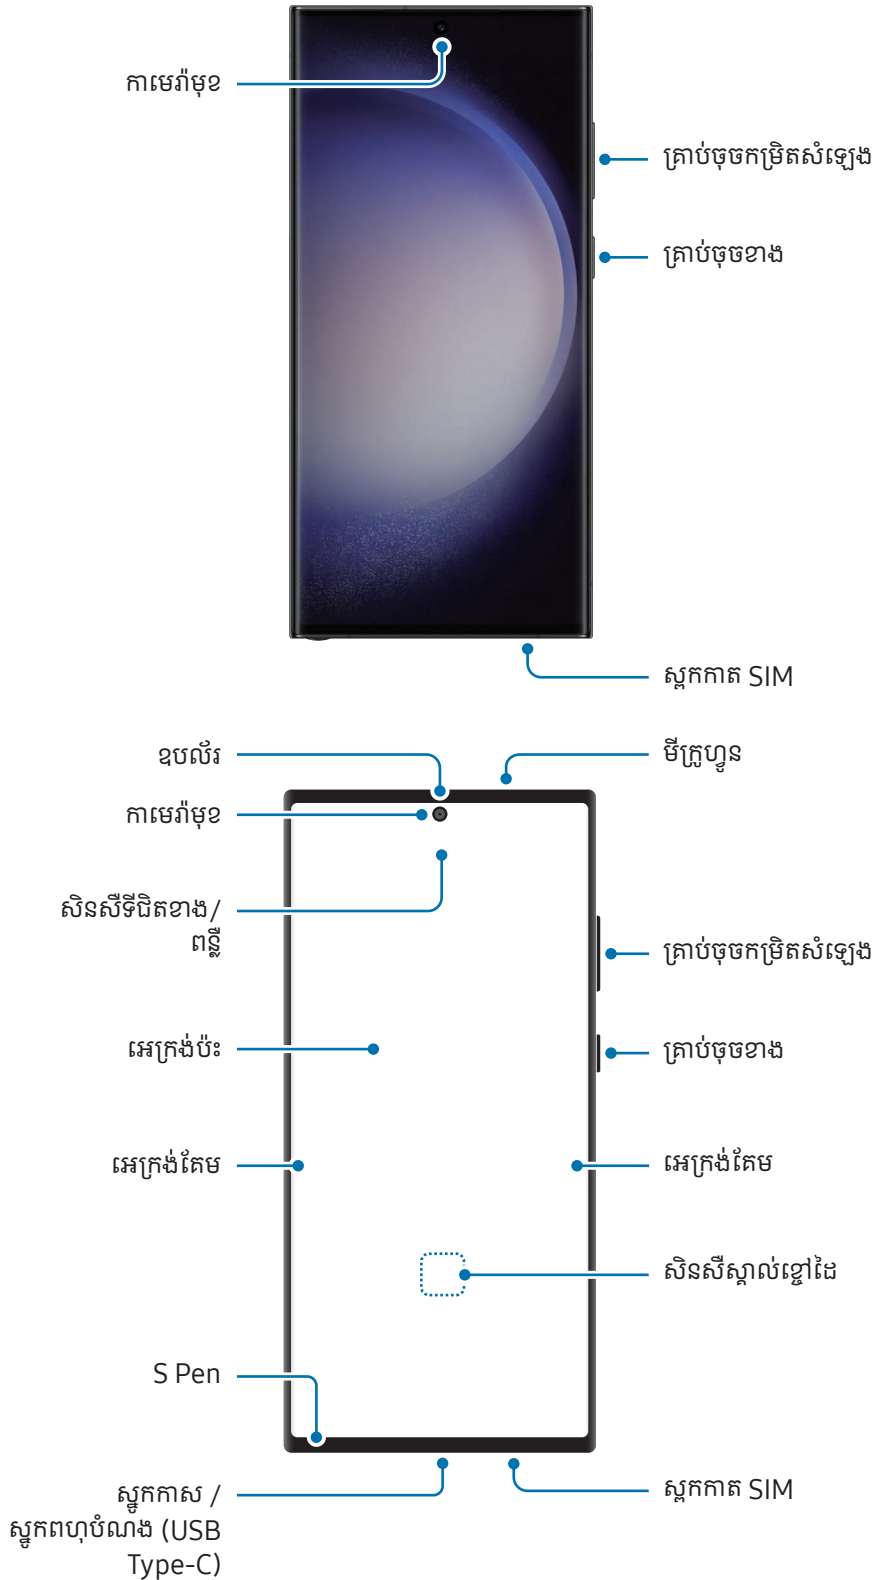 កាមេរ៉ាមុខ
គ្រាប់ចុចកម្រិតសំឡេង
គ្រាប់ចុចខាង
ស្លកកាត SIM
ឧបល័រ
មីក្រូហ្វូន
កាមេរ៉ាមុខ
សិនសឺទីជិតខាង/
ពន្លឺ
គ្រាប់ចុចកម្រិតសំឡេង
អេក្រង់ប៉ះ
គ្រាប់ចុចខាង
អេក្រង់គែម
អេក្រង់គែម
សិនសឺស្គាល់ខ្ចៅដៃ
S Pen
ស្នូកកាស /
ស្នូកពហុបំណង (USB
Type-C)
ស្លកកាត SIM